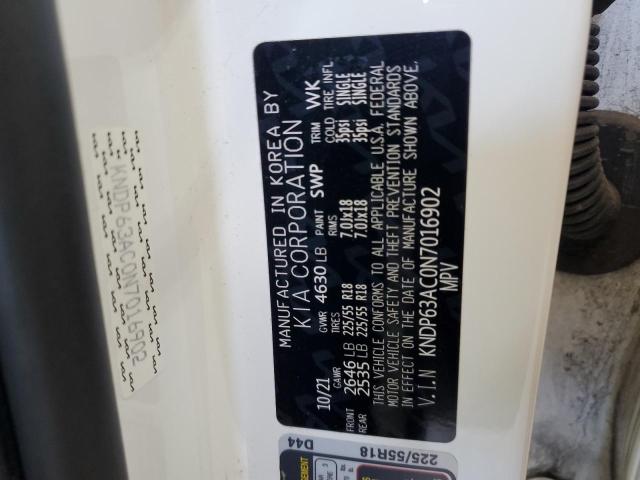 MANUFACTURED IN KOREA BY
KIA CORPORATION
10/21 GVWR 4630 LB PAINT SWP TRIM WK
GAWR TIRES RIMS COLD TIRE INFL
FRONT 2646 LB 225/55 R18 7.0JX18 35psi SINGLE
REAR 2535 LB 225/55 R18 7.0JX18 35psi SINGLE
THIS VEHICLE CONFORMS TO ALL APPLICABLE U.S.A. FEDERAL
MOTOR VEHICLE SAFETY AND THEFT PREVENTION STANDARDS
IN EFFECT ON THE DATE OF MANUFACTURE SHOWN ABOVE.
V.I.N KNDP63AC0N7016902
MPV
KNDP63AC0N7016902
D44
225/55R18